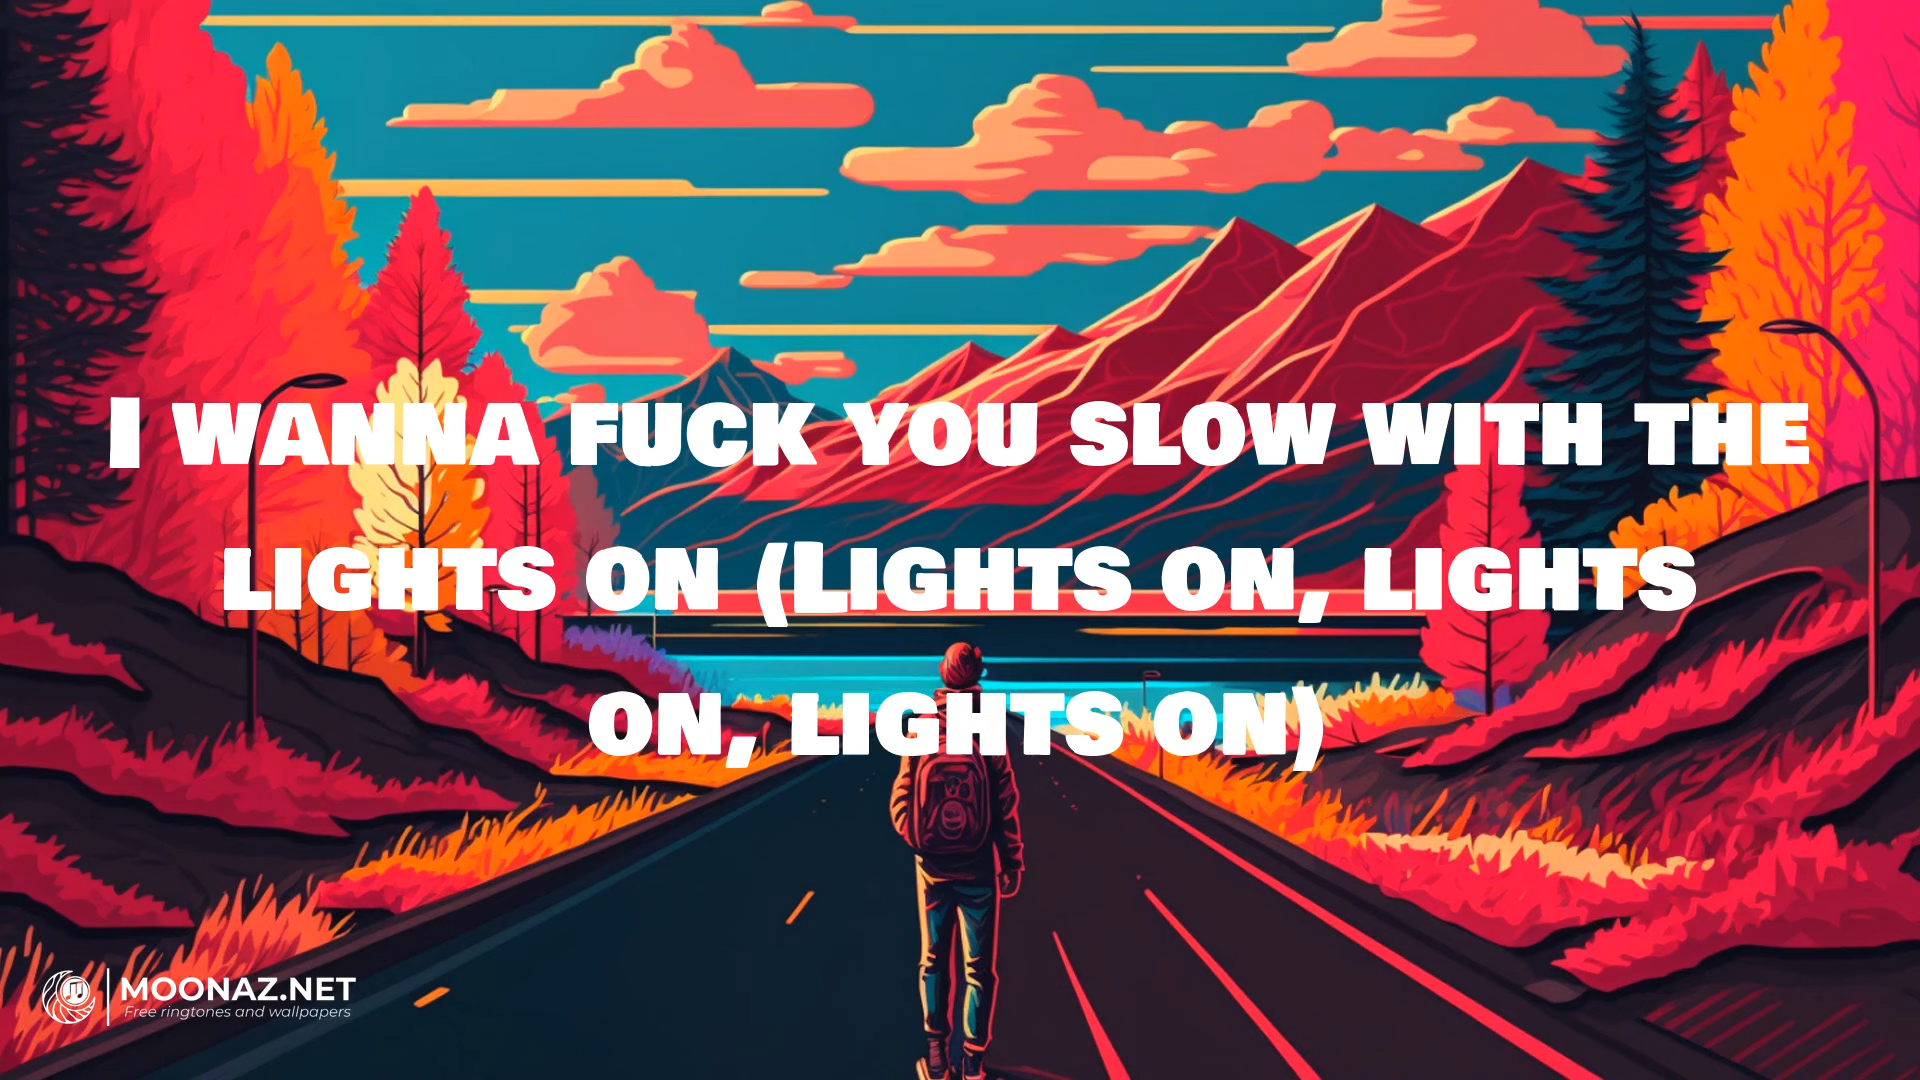 I wanna fuck you slow with the
lights on (Lights on, lights
on, lights on)
MOONAZ.NET
Free ringtones and wallpapers